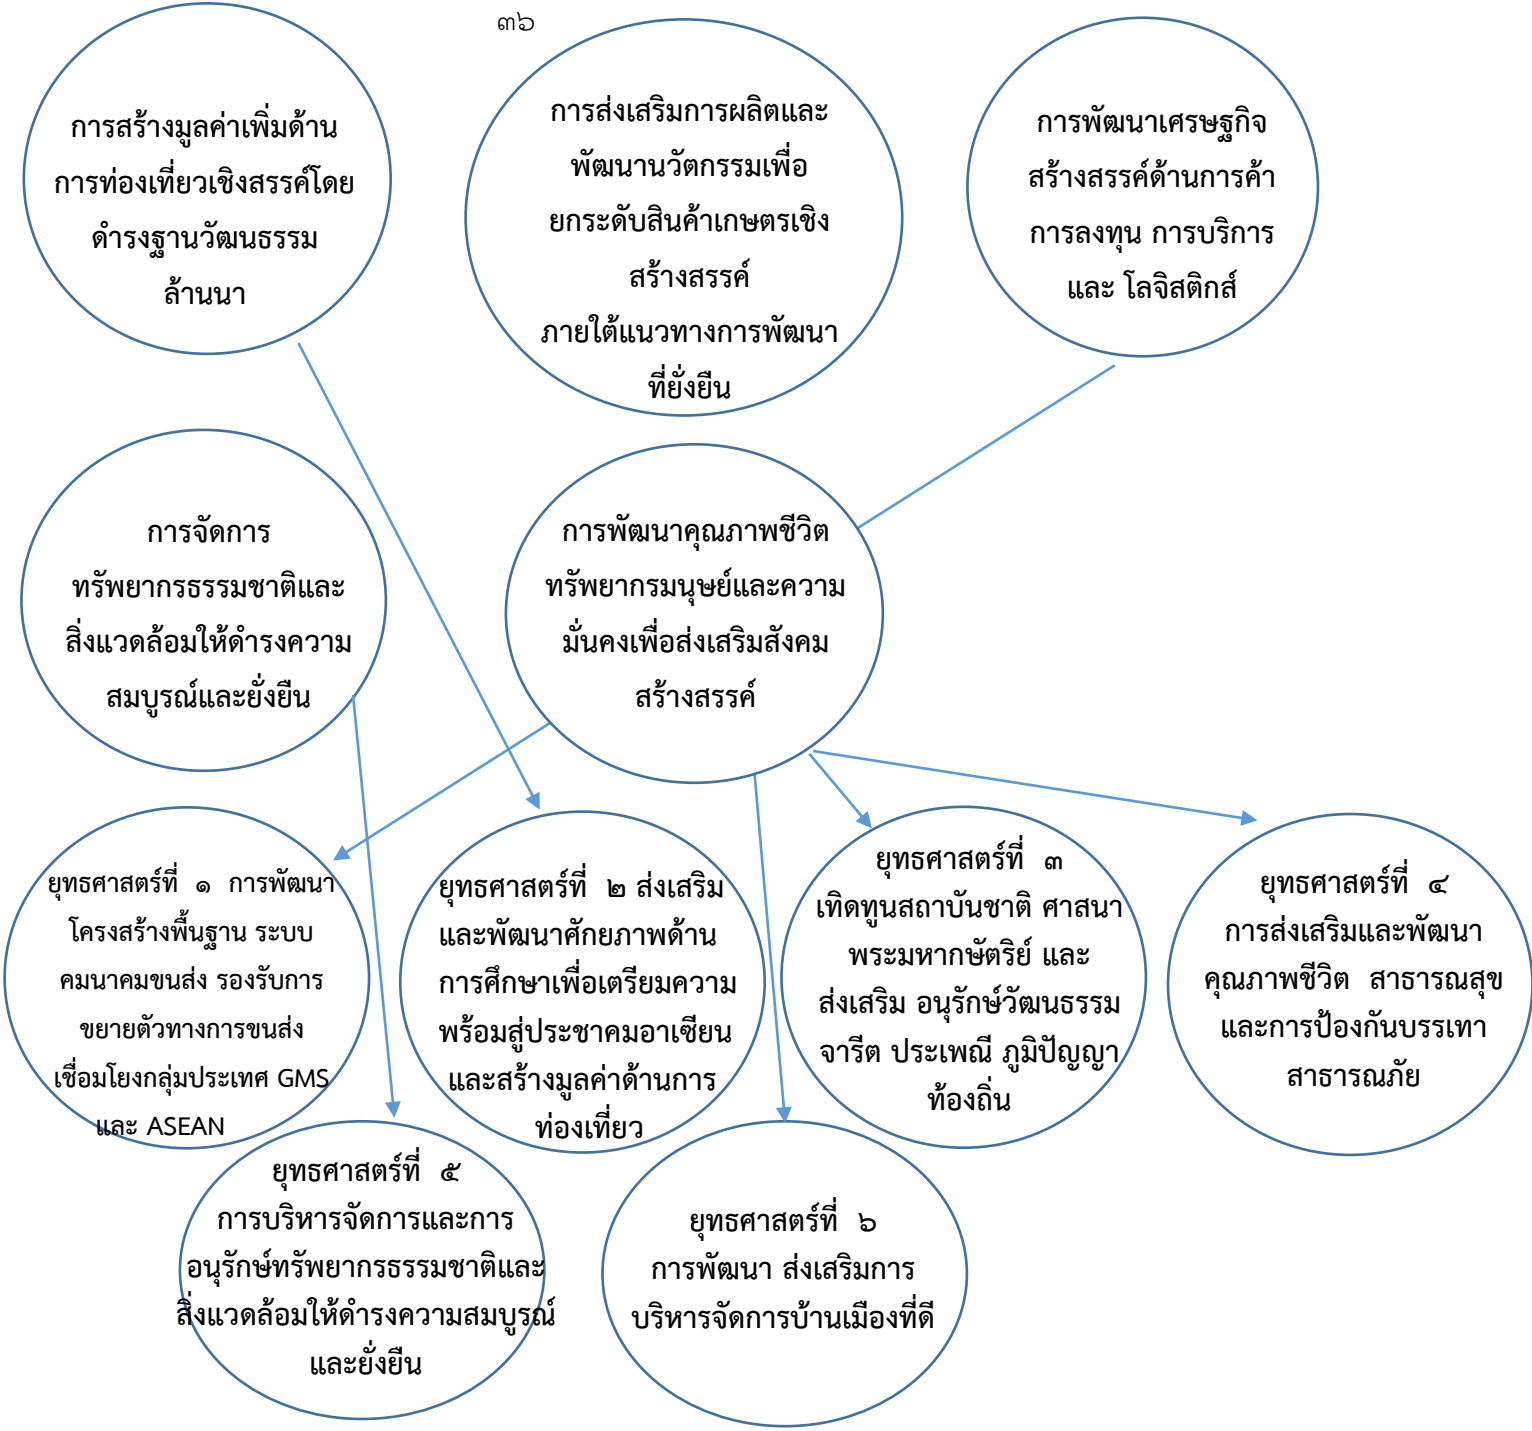 ๓๖
การสร้างมูลค่าเพิ่มด้าน
การท่องเที่ยวเชิงสรรค์โดย
ดำรงฐานวัฒนธรรม
ล้านนา
การส่งเสริมการผลิตและ
พัฒนานวัตกรรมเพื่อ
ยกระดับสินค้าเกษตรเชิง
สร้างสรรค์
ภายใต้แนวทางการพัฒนา
ที่ยั่งยืน
การพัฒนาเศรษฐกิจ
สร้างสรรค์ด้านการค้า
การลงทุน การบริการ
และ โลจิสติกส์
การจัดการ
ทรัพยากรธรรมชาติและ
สิ่งแวดล้อมให้ดำรงความ
สมบูรณ์และยั่งยืน
การพัฒนาคุณภาพชีวิต
ทรัพยากรมนุษย์และความ
มั่นคงเพื่อส่งเสริมสังคม
สร้างสรรค์
ยุทธศาสตร์ที่ ๑ การพัฒนา
โครงสร้างพื้นฐาน ระบบ
คมนาคมขนส่ง รองรับการ
ขยายตัวทางการขนส่ง
เชื่อมโยงกลุ่มประเทศ GMS
และ ASEAN
ยุทธศาสตร์ที่ ๒ ส่งเสริม
และพัฒนาศักยภาพด้าน
การศึกษาเพื่อเตรียมความ
พร้อมสู่ประชาคมอาเซียน
และสร้างมูลค่าด้านการ
ท่องเที่ยว
ยุทธศาสตร์ที่ ๓
เทิดทูนสถาบันชาติ ศาสนา
พระมหากษัตริย์ และ
ส่งเสริม อนุรักษ์วัฒนธรรม
จารีต ประเพณี ภูมิปัญญา
ท้องถิ่น
ยุทธศาสตร์ที่ ๔
การส่งเสริมและพัฒนา
คุณภาพชีวิต สาธารณสุข
และการป้องกันบรรเทา
สาธารณภัย
ยุทธศาสตร์ที่ ๕
การบริหารจัดการและการ
อนุรักษ์ทรัพยากรธรรมชาติและ
สิ่งแวดล้อมให้ดำรงความสมบูรณ์
และยั่งยืน
ยุทธศาสตร์ที่ ๖
การพัฒนา ส่งเสริมการ
บริหารจัดการบ้านเมืองที่ดี